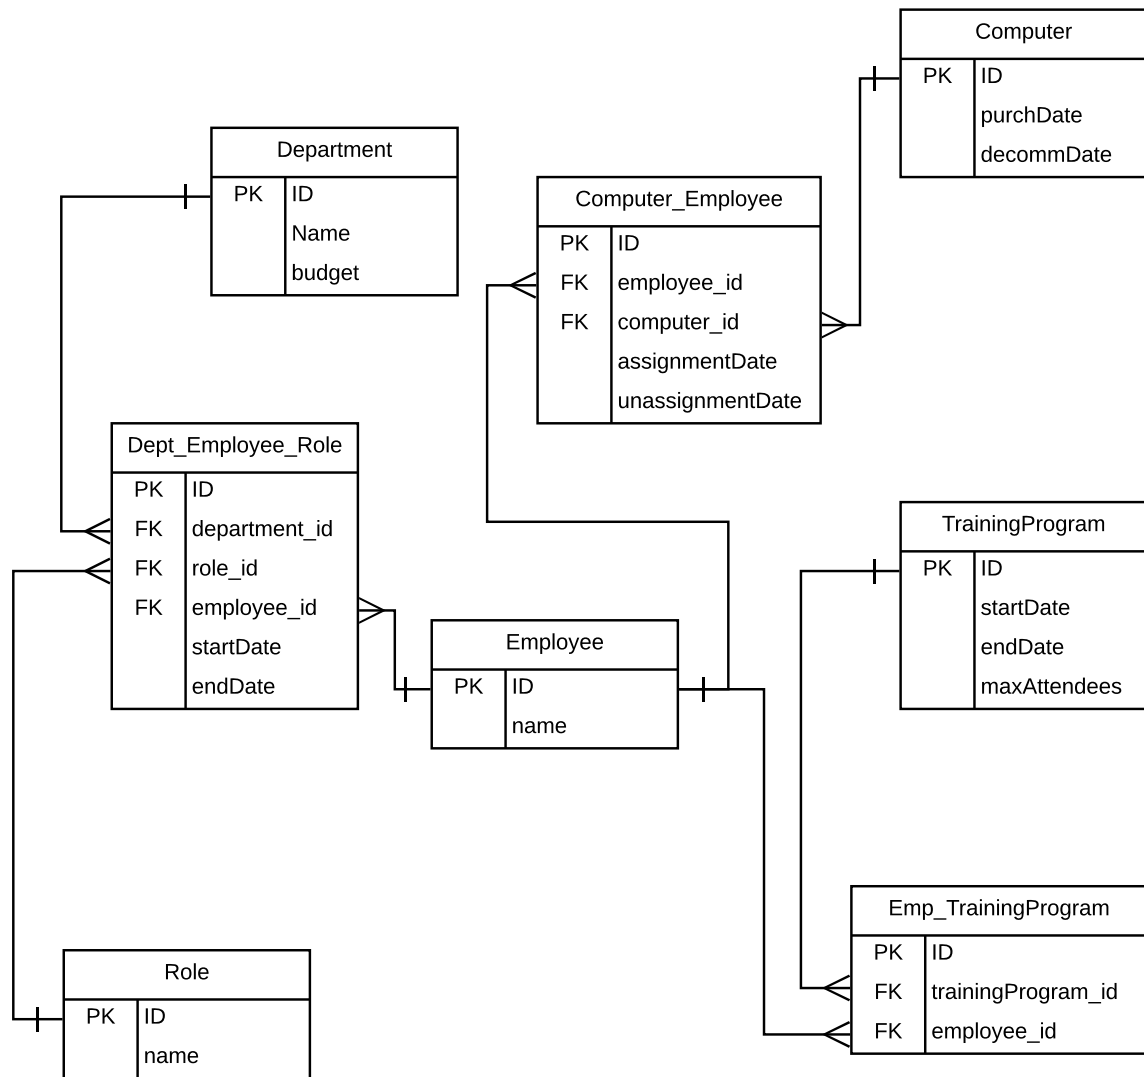 Computer
PK ID
purchDate
decommDate
Department
PK ID
Name
budget
Computer_Employee
PK ID
FK employee_id
FK computer_id
assignmentDate
unassignmentDate
Dept_Employee_Role
PK ID
FK department_id
FK role_id
FK employee_id
startDate
endDate
TrainingProgram
PK ID
startDate
endDate
maxAttendees
Employee
PK ID
name
Emp_TrainingProgram
PK ID
FK trainingProgram_id
FK employee_id
Role
PK ID
name